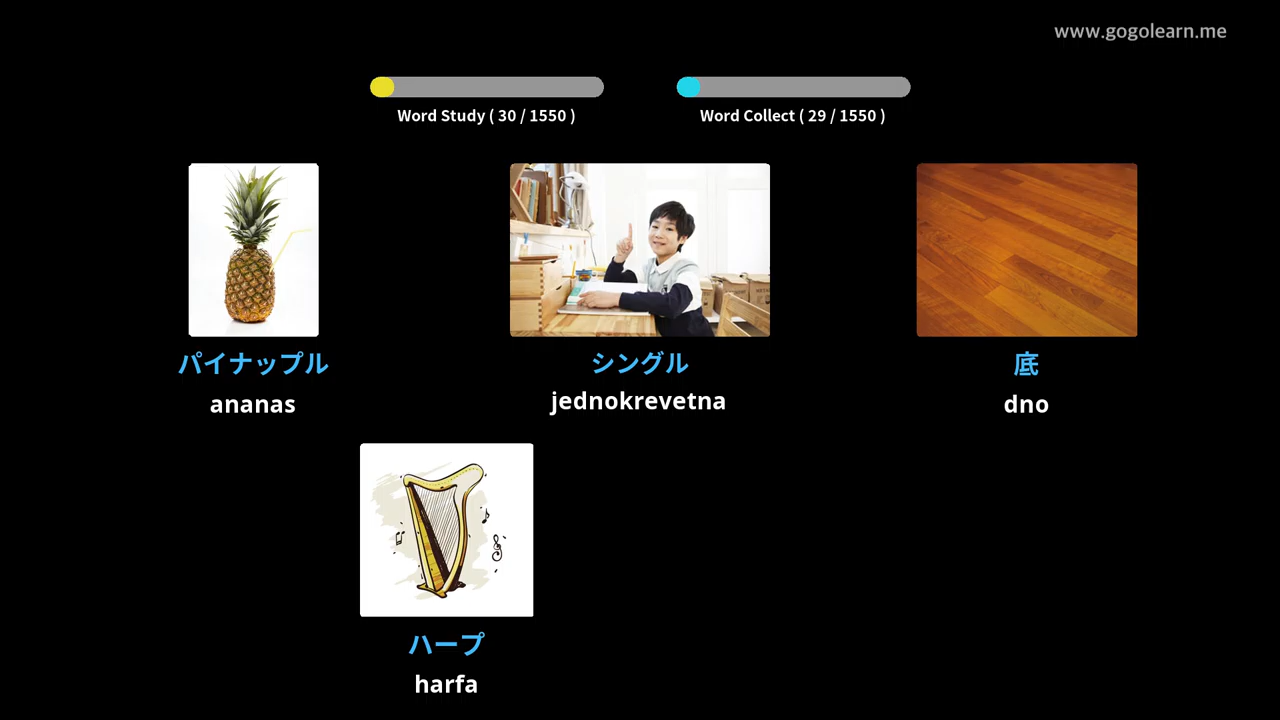 www.gogolearn.me
Word Study ( 30 / 1550 )
Word Collect ( 29 / 1550 )
パイナップル
ananas
シングル
jednokrevetna
底
dno
ハープ
harfa